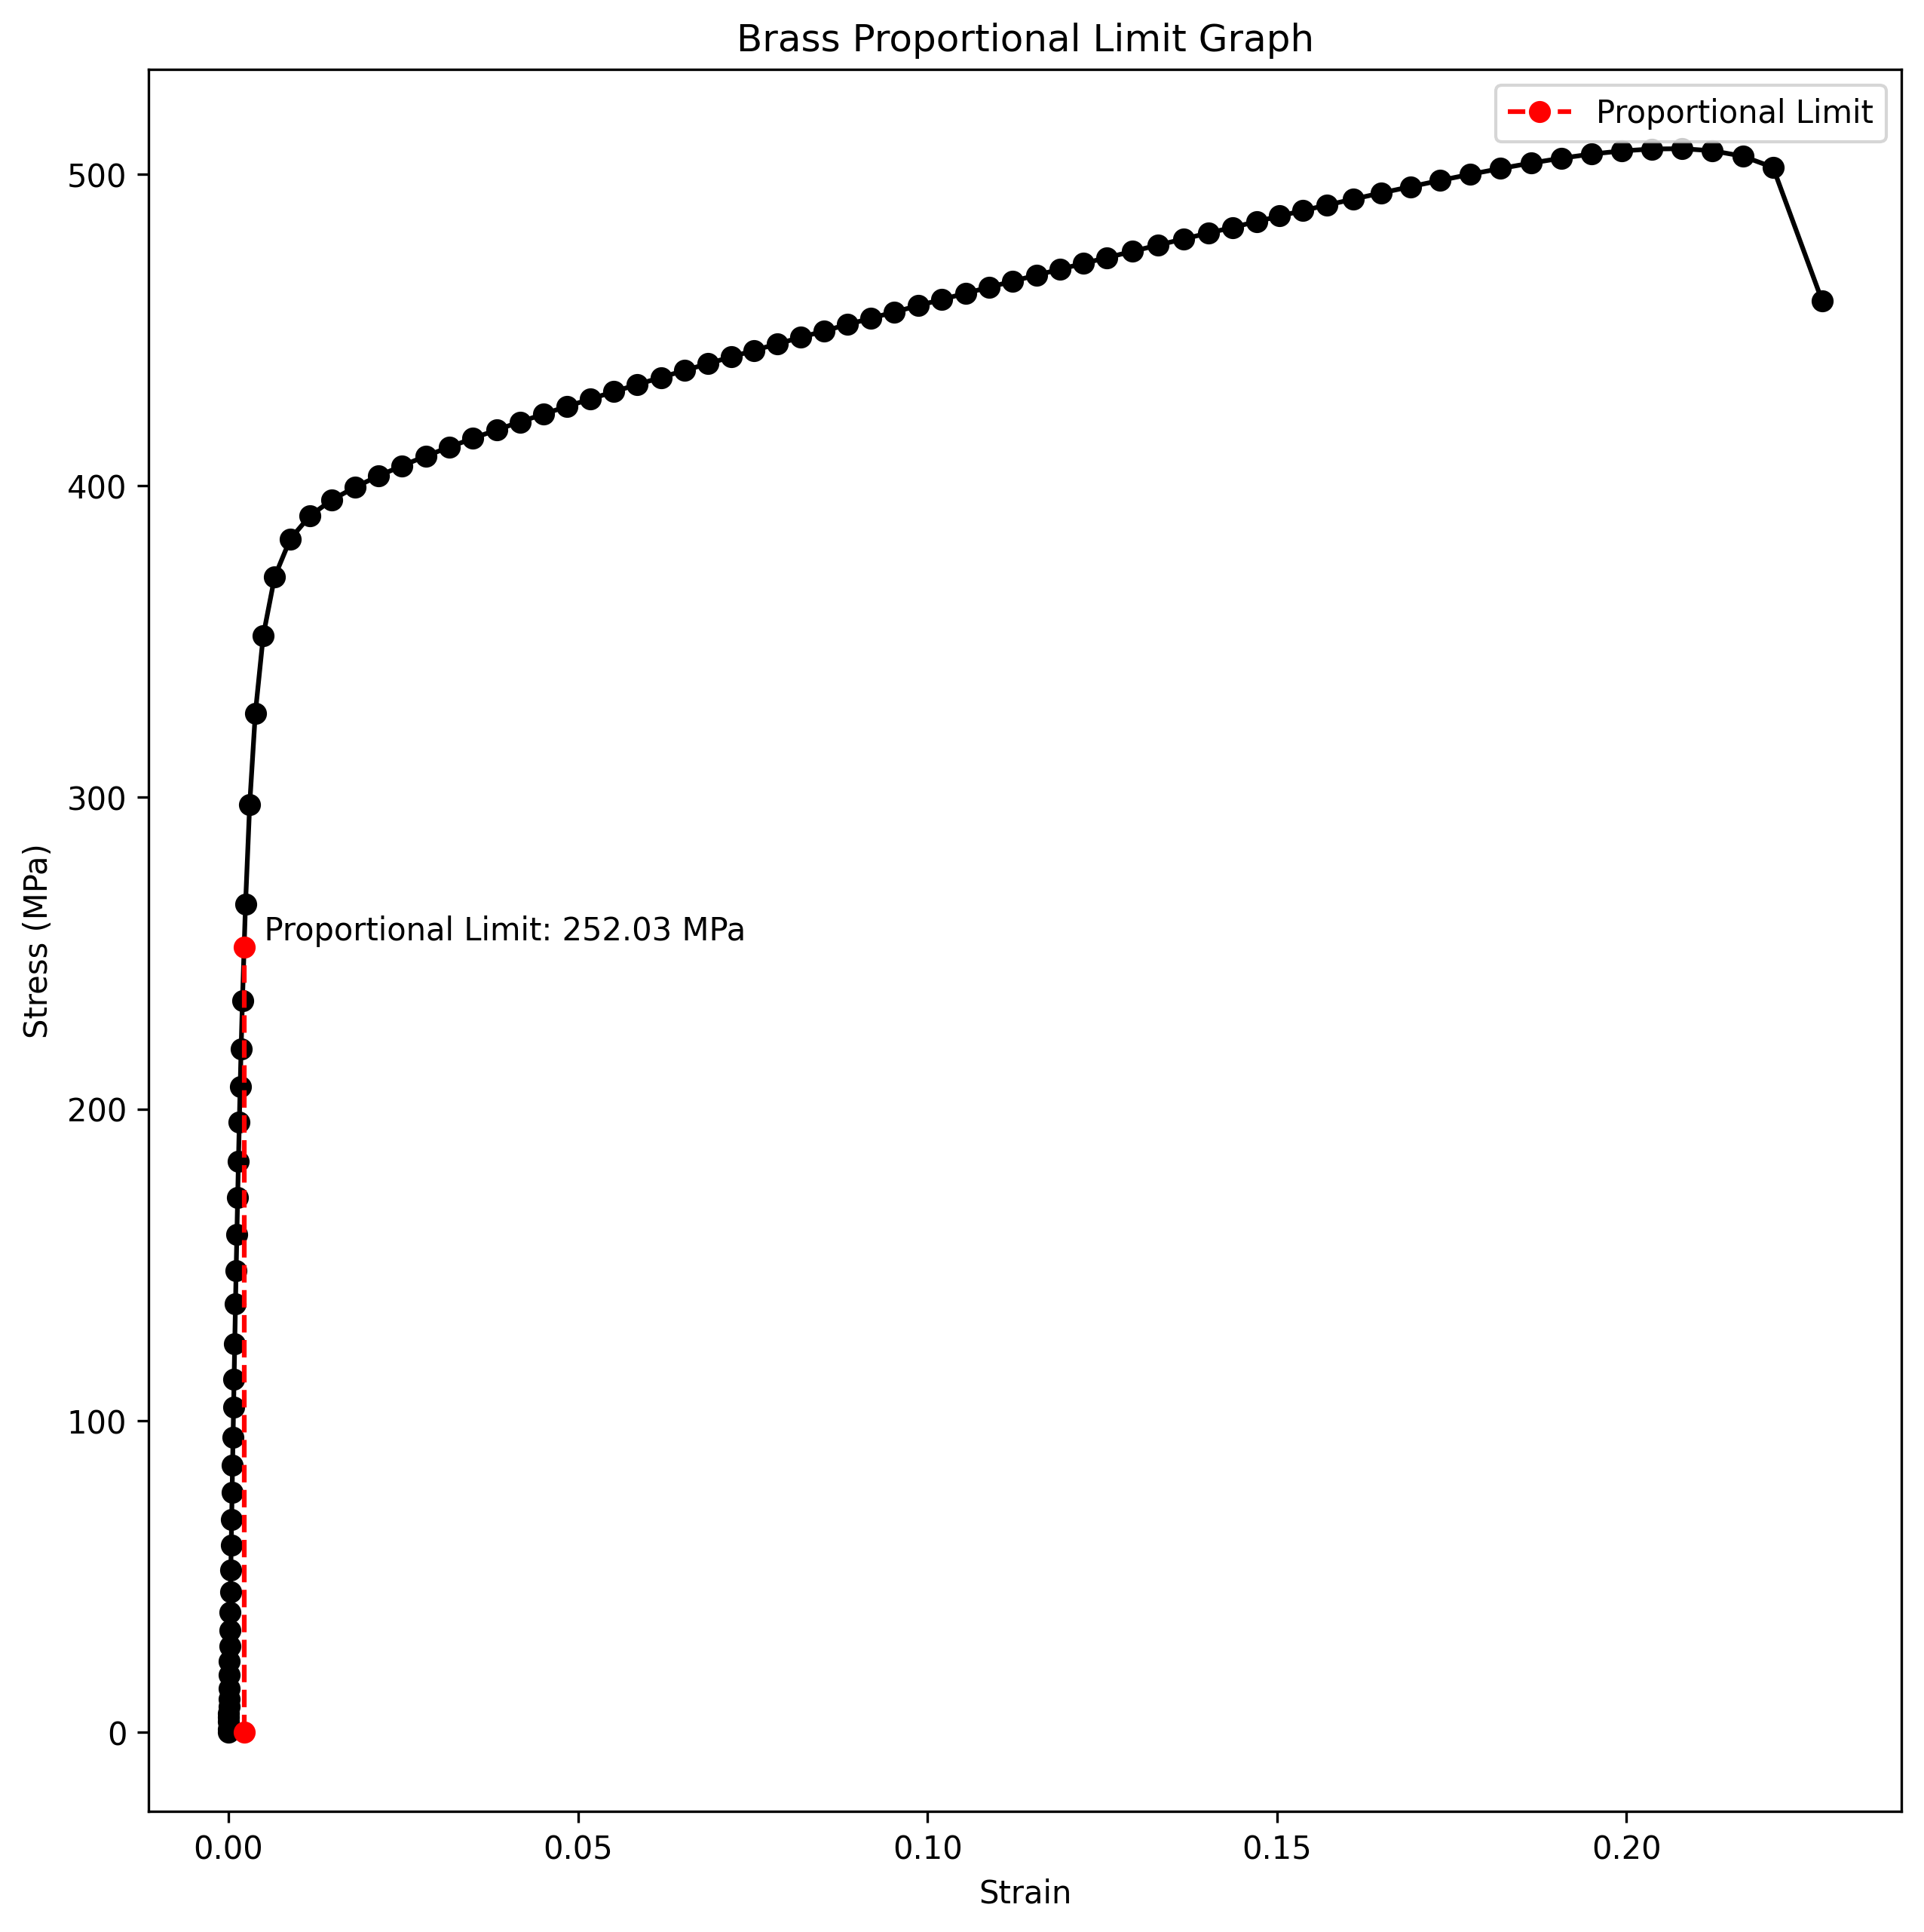 Brass Proportional Limit Graph
Proportional Limit
500
400
300
200
100
0
Stress (MPa)
Proportional Limit: 252.03 MPa
0.00 0.05 0.10 0.15 0.20
Strain